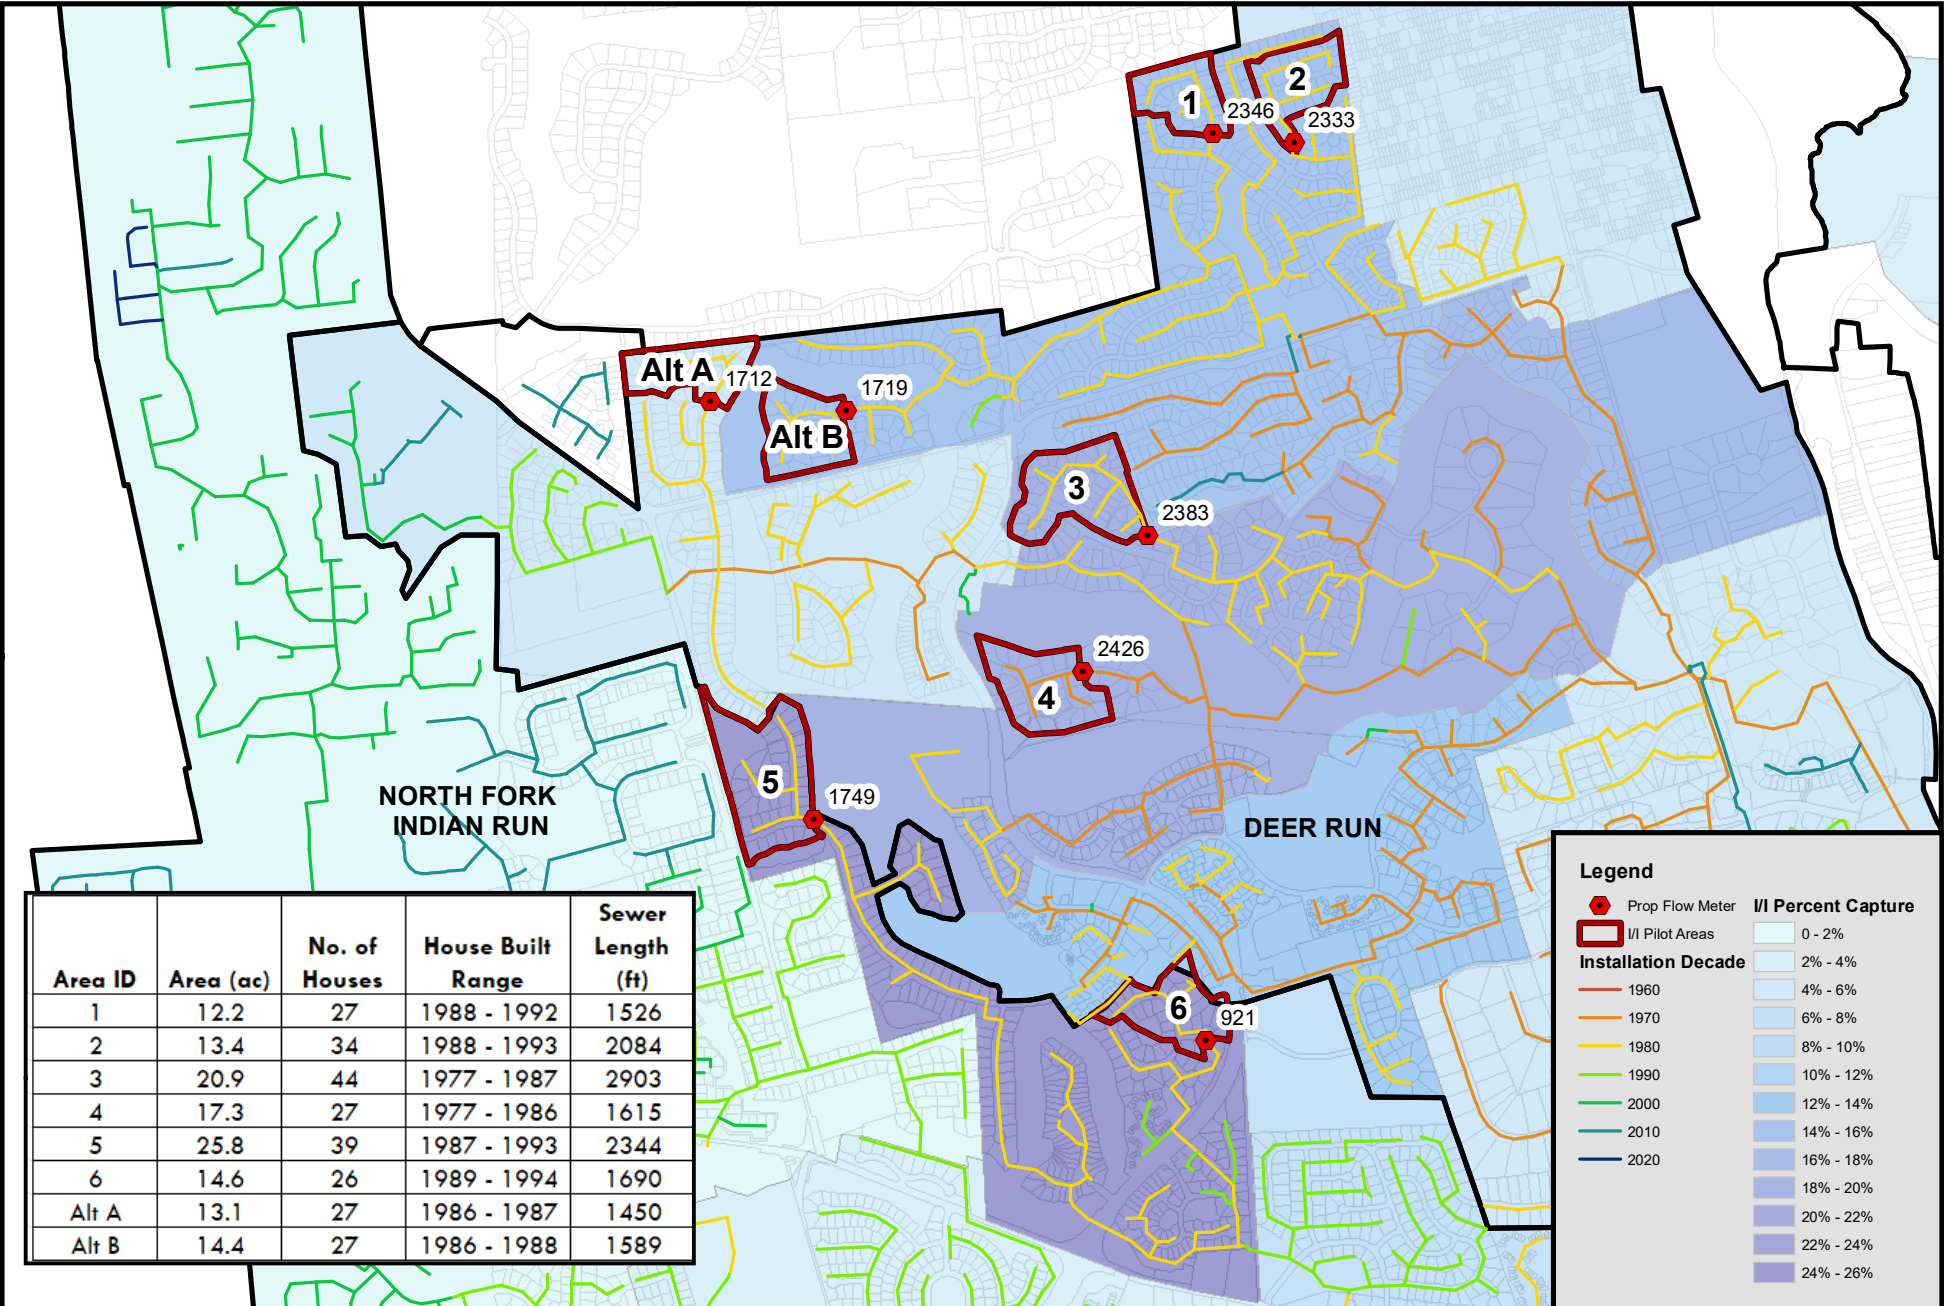 1
2346
2
2333
Alt A
1712
1719
Alt B
3
2383
2426
4
5
1749
NORTH FORK
INDIAN RUN
DEER RUN
6
921
Area ID Area (ac) No. of Houses House Built Range Sewer Length (ft)
1 12.2 27 1988 - 1992 1526
2 13.4 34 1988 - 1993 2084
3 20.9 44 1977 - 1987 2903
4 17.3 27 1977 - 1986 1615
5 25.8 39 1987 - 1993 2344
6 14.6 26 1989 - 1994 1690
Alt A 13.1 27 1986 - 1987 1450
Alt B 14.4 27 1986 - 1988 1589
Legend
Prop Flow Meter
I/I Pilot Areas
Installation Decade
1960
1970
1980
1990
2000
2010
2020
I/I Percent Capture
0 - 2%
2% - 4%
4% - 6%
6% - 8%
8% - 10%
10% - 12%
12% - 14%
14% - 16%
16% - 18%
18% - 20%
20% - 22%
22% - 24%
24% - 26%